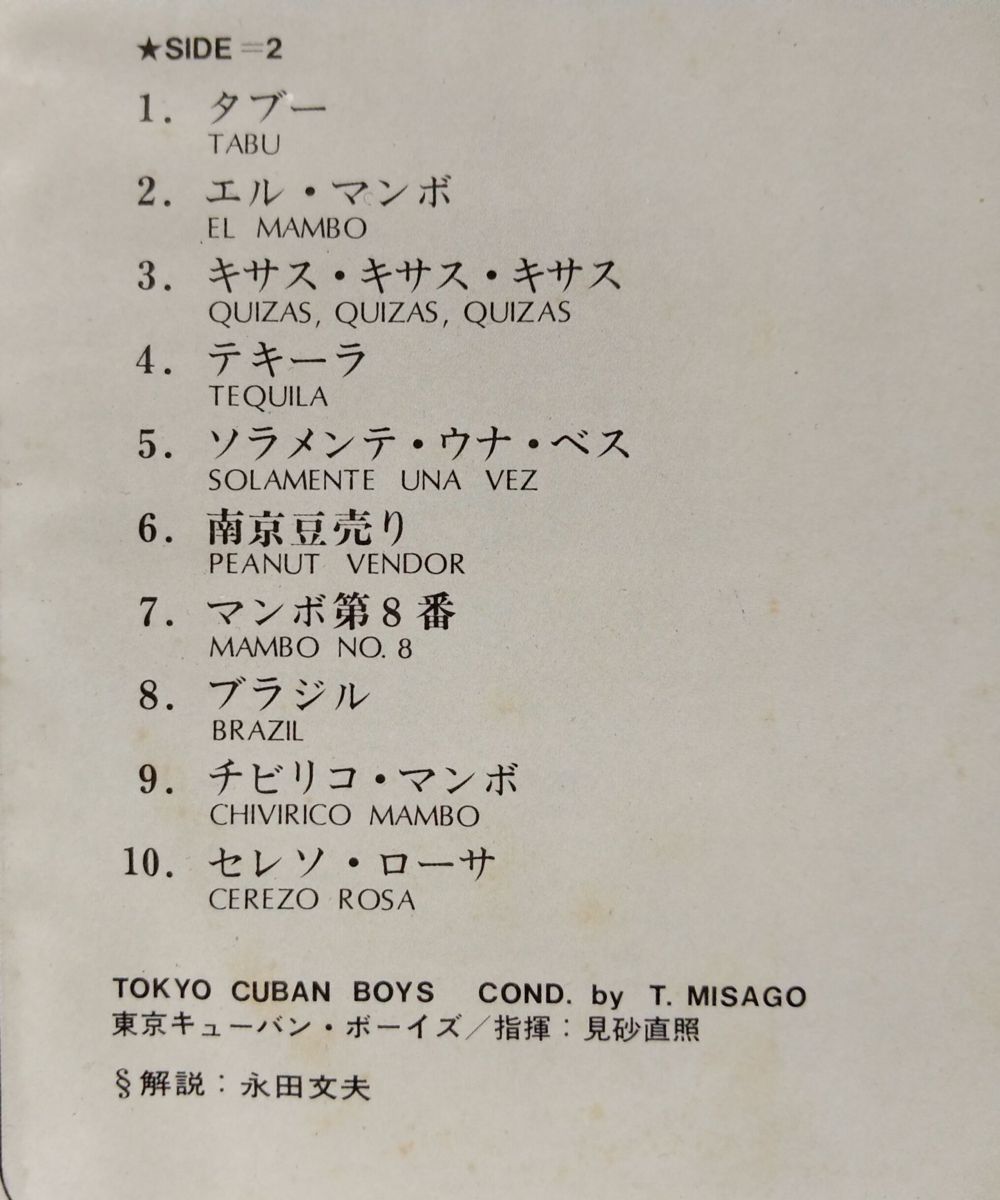 ★SIDE=2
1. タブー
TABU
2. エル・マンボ
EL MAMBO
3. キサス・キサス・キサス
QUIZAS, QUIZAS, QUIZAS
4. テキーラ
TEQUILA
5. ソラメンテ・ウナ・ベス
SOLAMENTE UNA VEZ
6. 南京豆売り
PEANUT VENDOR
7. マンボ第8番
MAMBO NO. 8
8. ブラジル
BRAZIL
9. チビリコ・マンボ
CHIVIRICO MAMBO
10. セレソ・ローサ
CEREZO ROSA
TOKYO CUBAN BOYS COND. by T. MISAGO
東京キューバン・ボーイズ/指揮:見砂直照
§解説:永田文夫